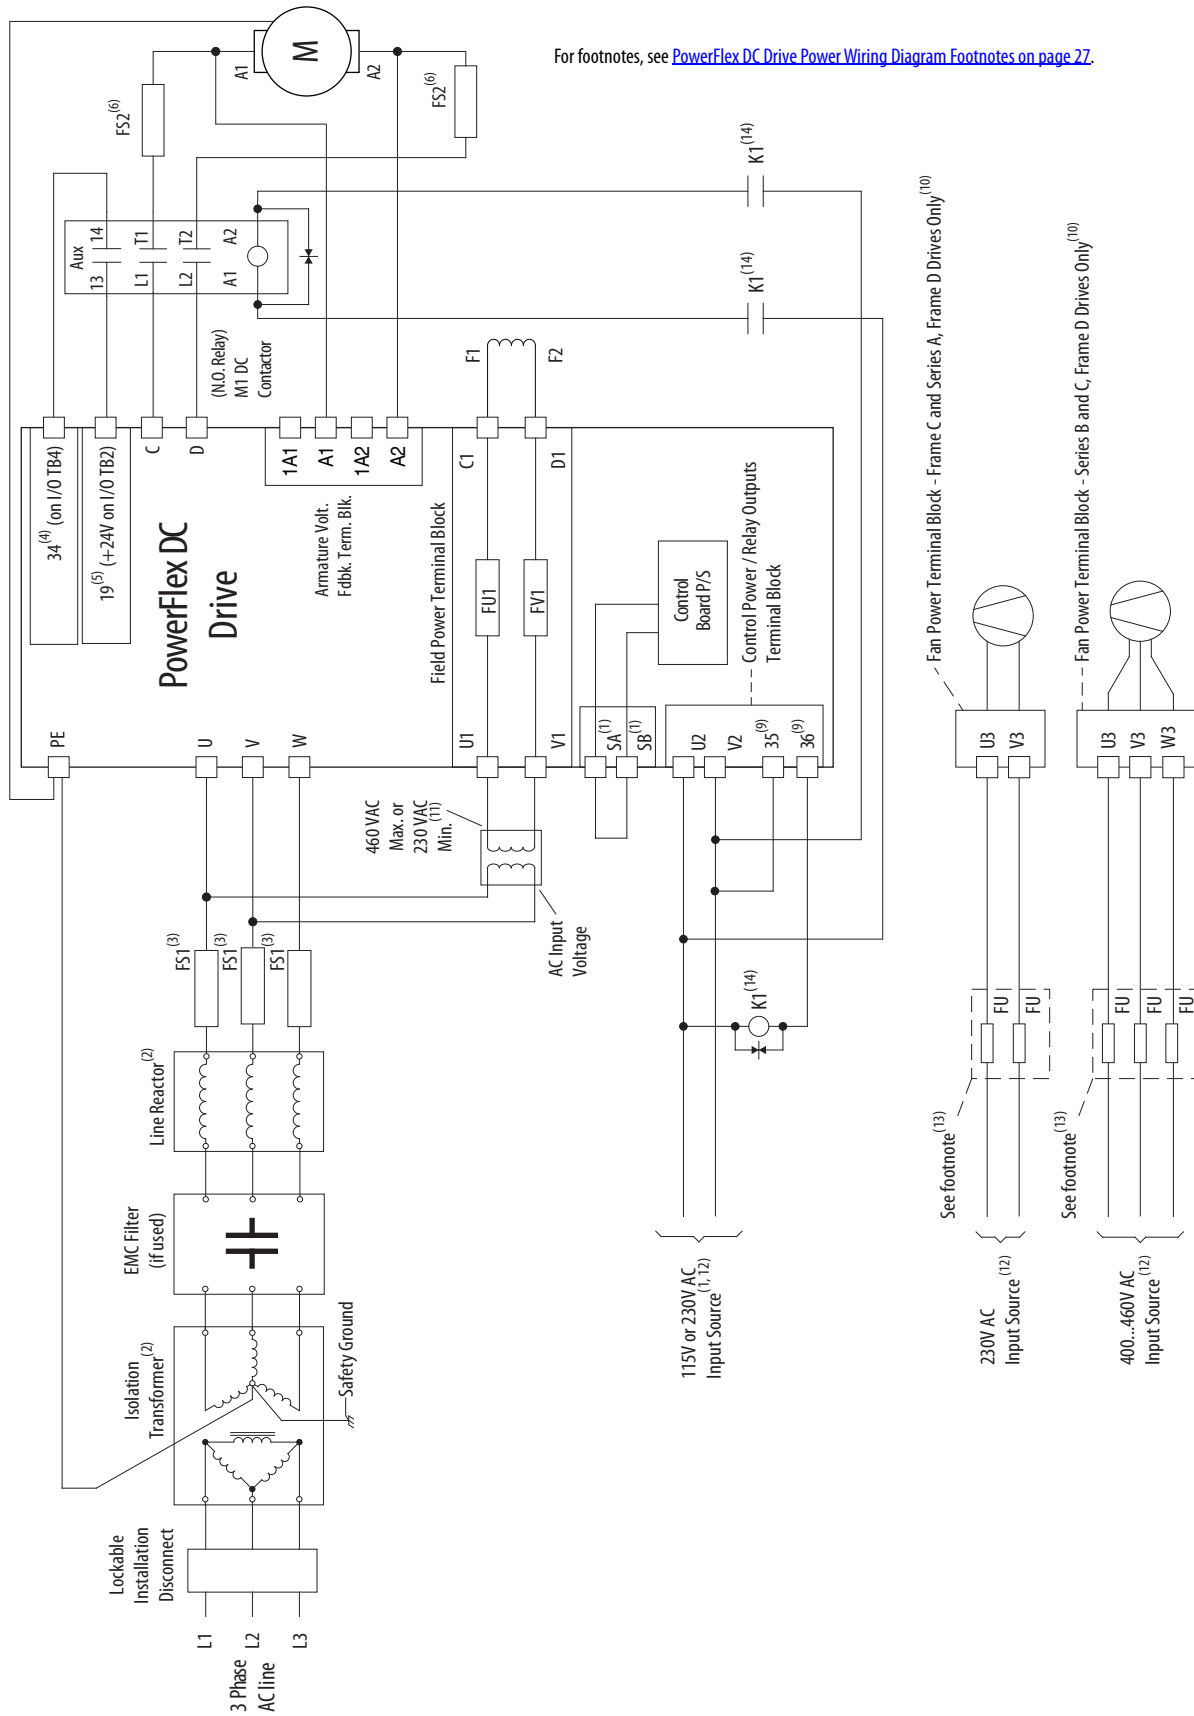 For footnotes, see PowerFlex DC Drive Power Wiring Diagram Footnotes on page 27.
3 Phase
AC line
L1
L2
L3
Lockable
Installation
Disconnect
Isolation
Transformer(2)
Safety Ground
EMC Filter
(if used)
Line Reactor(2)
FS1(3)
FS1(3)
FS1(3)
AC Input
Voltage
460 VAC
Max. or
230 VAC(11)
Min.
PE
U
V
W
PowerFlex DC
Drive
34(4) (on I/O TB4)
19(5) (+24V on I/O TB2)
C
D
1A1
A1
1A2
A2
Armature Volt.
Fdbk. Term. Blk.
Field Power Terminal Block
U1
V1
FU1
FV1
C1
D1
F1
F2
SA(1)
SB(1)
Control
Board P/S
U2
V2
35(9)
36(9)
Control Power / Relay Outputs
Terminal Block
(N.O. Relay)
M1 DC
Contactor
Aux
13
14
L1
T1
L2
T2
A1
A2
FS2(6)
FS2(6)
A1
M
A2
K1(14)
K1(14)
K1(14)
115V or 230V AC
Input Source(1, 12)
230V AC
Input Source(12)
See footnote(13)
FU
FU
U3
V3
Fan Power Terminal Block - Frame C and Series A, Frame D Drives Only(10)
400...460V AC
Input Source(12)
See footnote(13)
FU
FU
FU
U3
V3
W3
Fan Power Terminal Block - Series B and C, Frame D Drives Only(10)